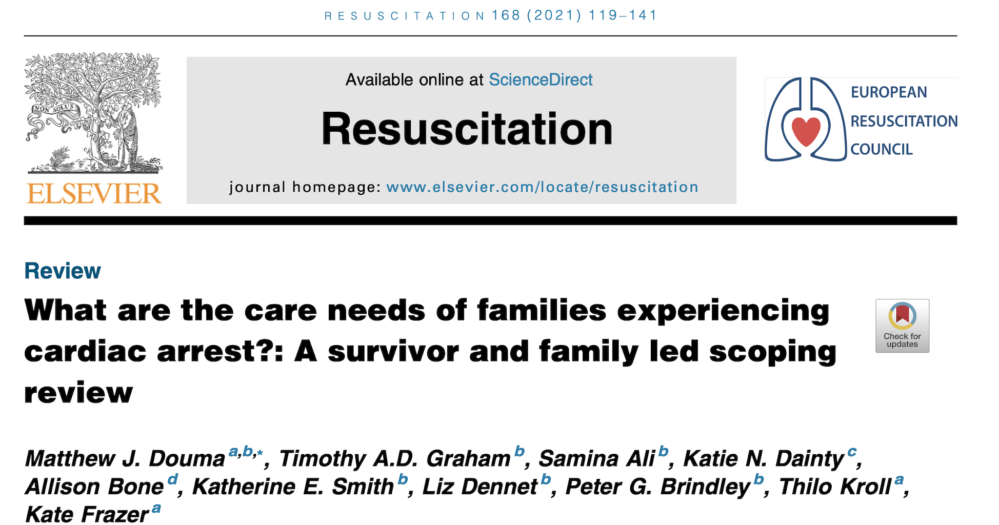 RESUSCITATION 168 (2021) 119–141
NON SOLUS
ELSEVIER
Available online at ScienceDirect
Resuscitation
journal homepage: www.elsevier.com/locate/resuscitation
EUROPEAN
RESUSCITATION
COUNCIL
Review
What are the care needs of families experiencing
cardiac arrest?: A survivor and family led scoping
review
Check for
updates
Matthew J. Douma a,b,*, Timothy A.D. Graham b, Samina Ali b, Katie N. Dainty c,
Allison Bone d, Katherine E. Smith b, Liz Dennet b, Peter G. Brindley b, Thilo Kroll a,
Kate Frazer a